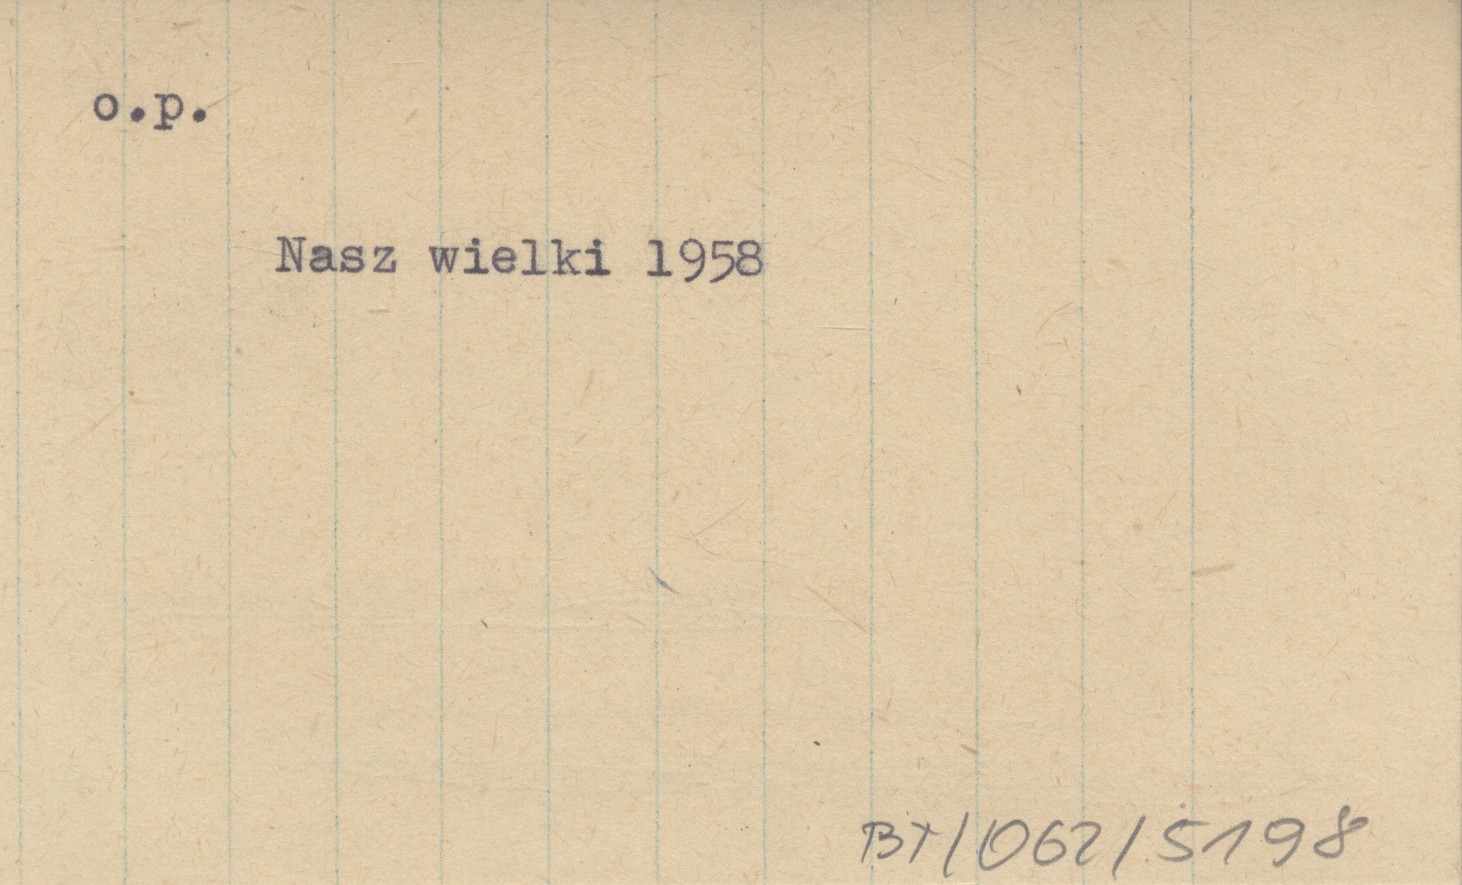 o.p.
Nasz wielki 1958
BT/062/5198